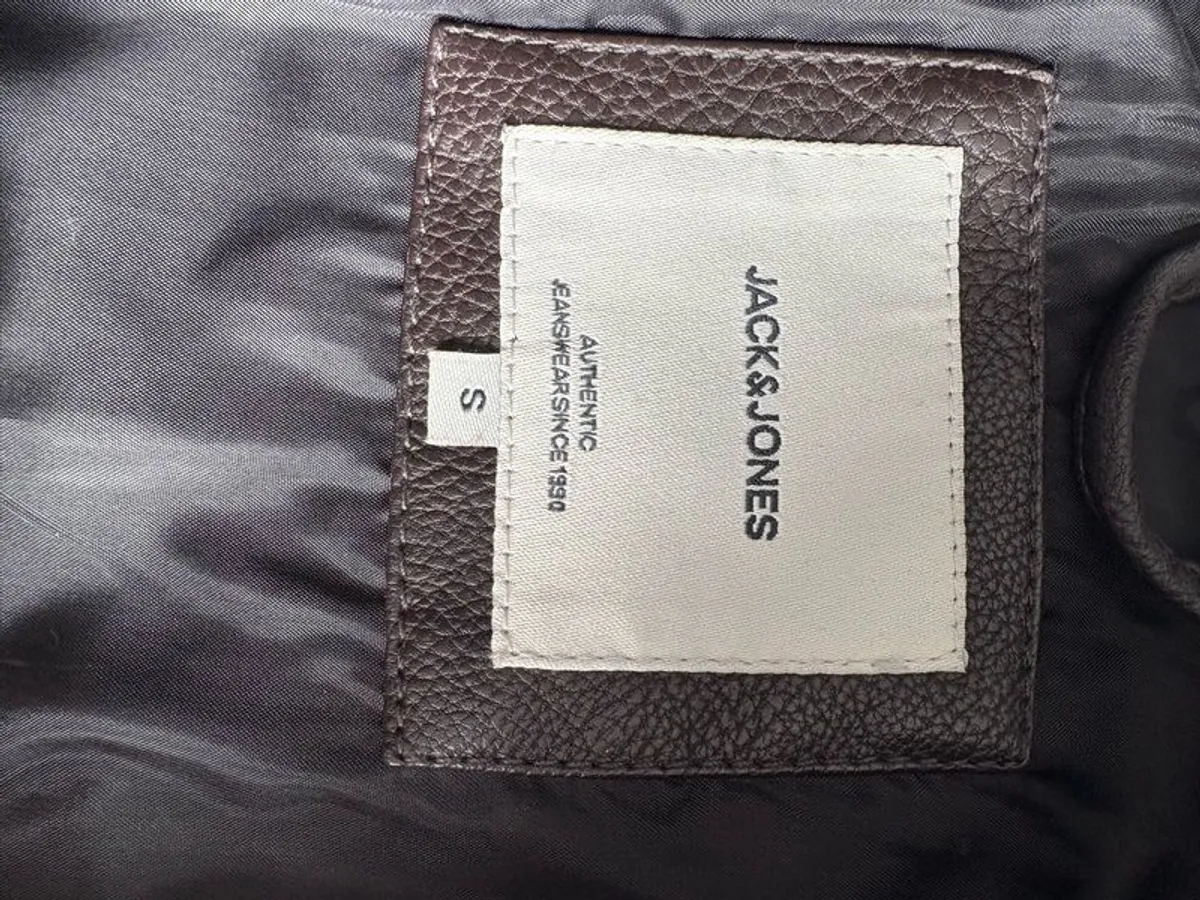 JACK&JONES
AUTHENTIC
JEANSWEAR SINCE 1990
S